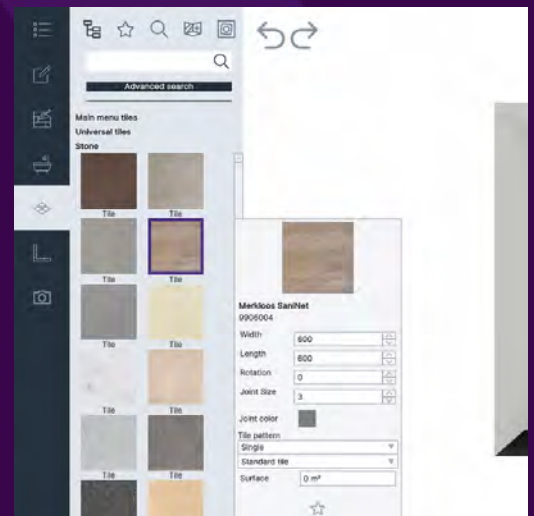 Advanced search
Main menu tiles
Universal tiles
Stone
Tile Tile
Tile Tile
Merkloos SaniNet
9906004
Width 600
Length 600
Rotation 0
Joint Size 3
Joint color
Tile pattern
Single
Standard tile
Surface 0 m²
Tile Tile
Tile Tile
Tile Tile